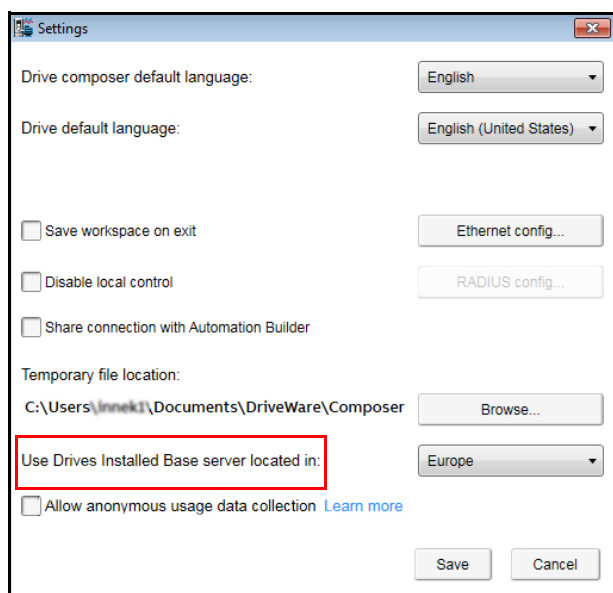 Settings
Drive composer default language: English
Drive default language: English (United States)
Save workspace on exit Ethernet config...
Disable local control RADIUS config...
Share connection with Automation Builder
Temporary file location:
C:\Users\ \Documents\DriveWare\Composer Browse...
Use Drives Installed Base server located in: Europe
Allow anonymous usage data collection Learn more
Save Cancel